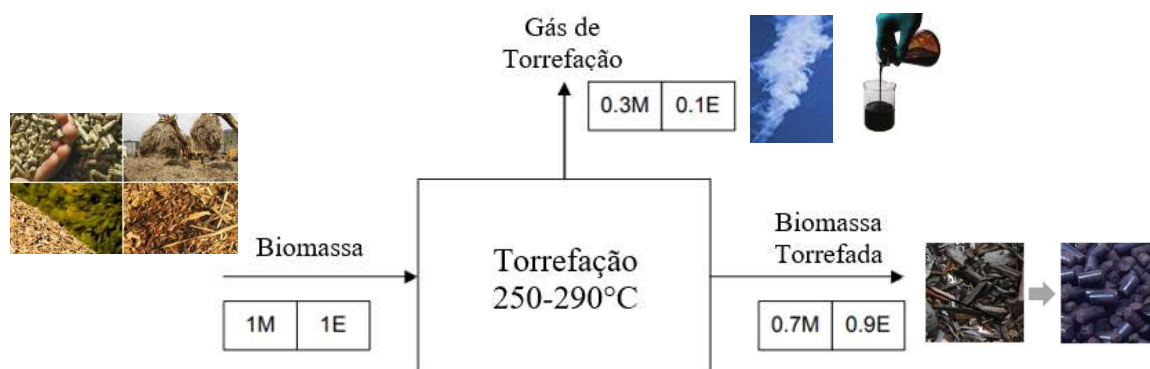 Gás de
Torrefação
0.3M 0.1E
Biomassa
1M 1E
Torrefação
250-290°C
Biomassa
Torrefada
0.7M 0.9E